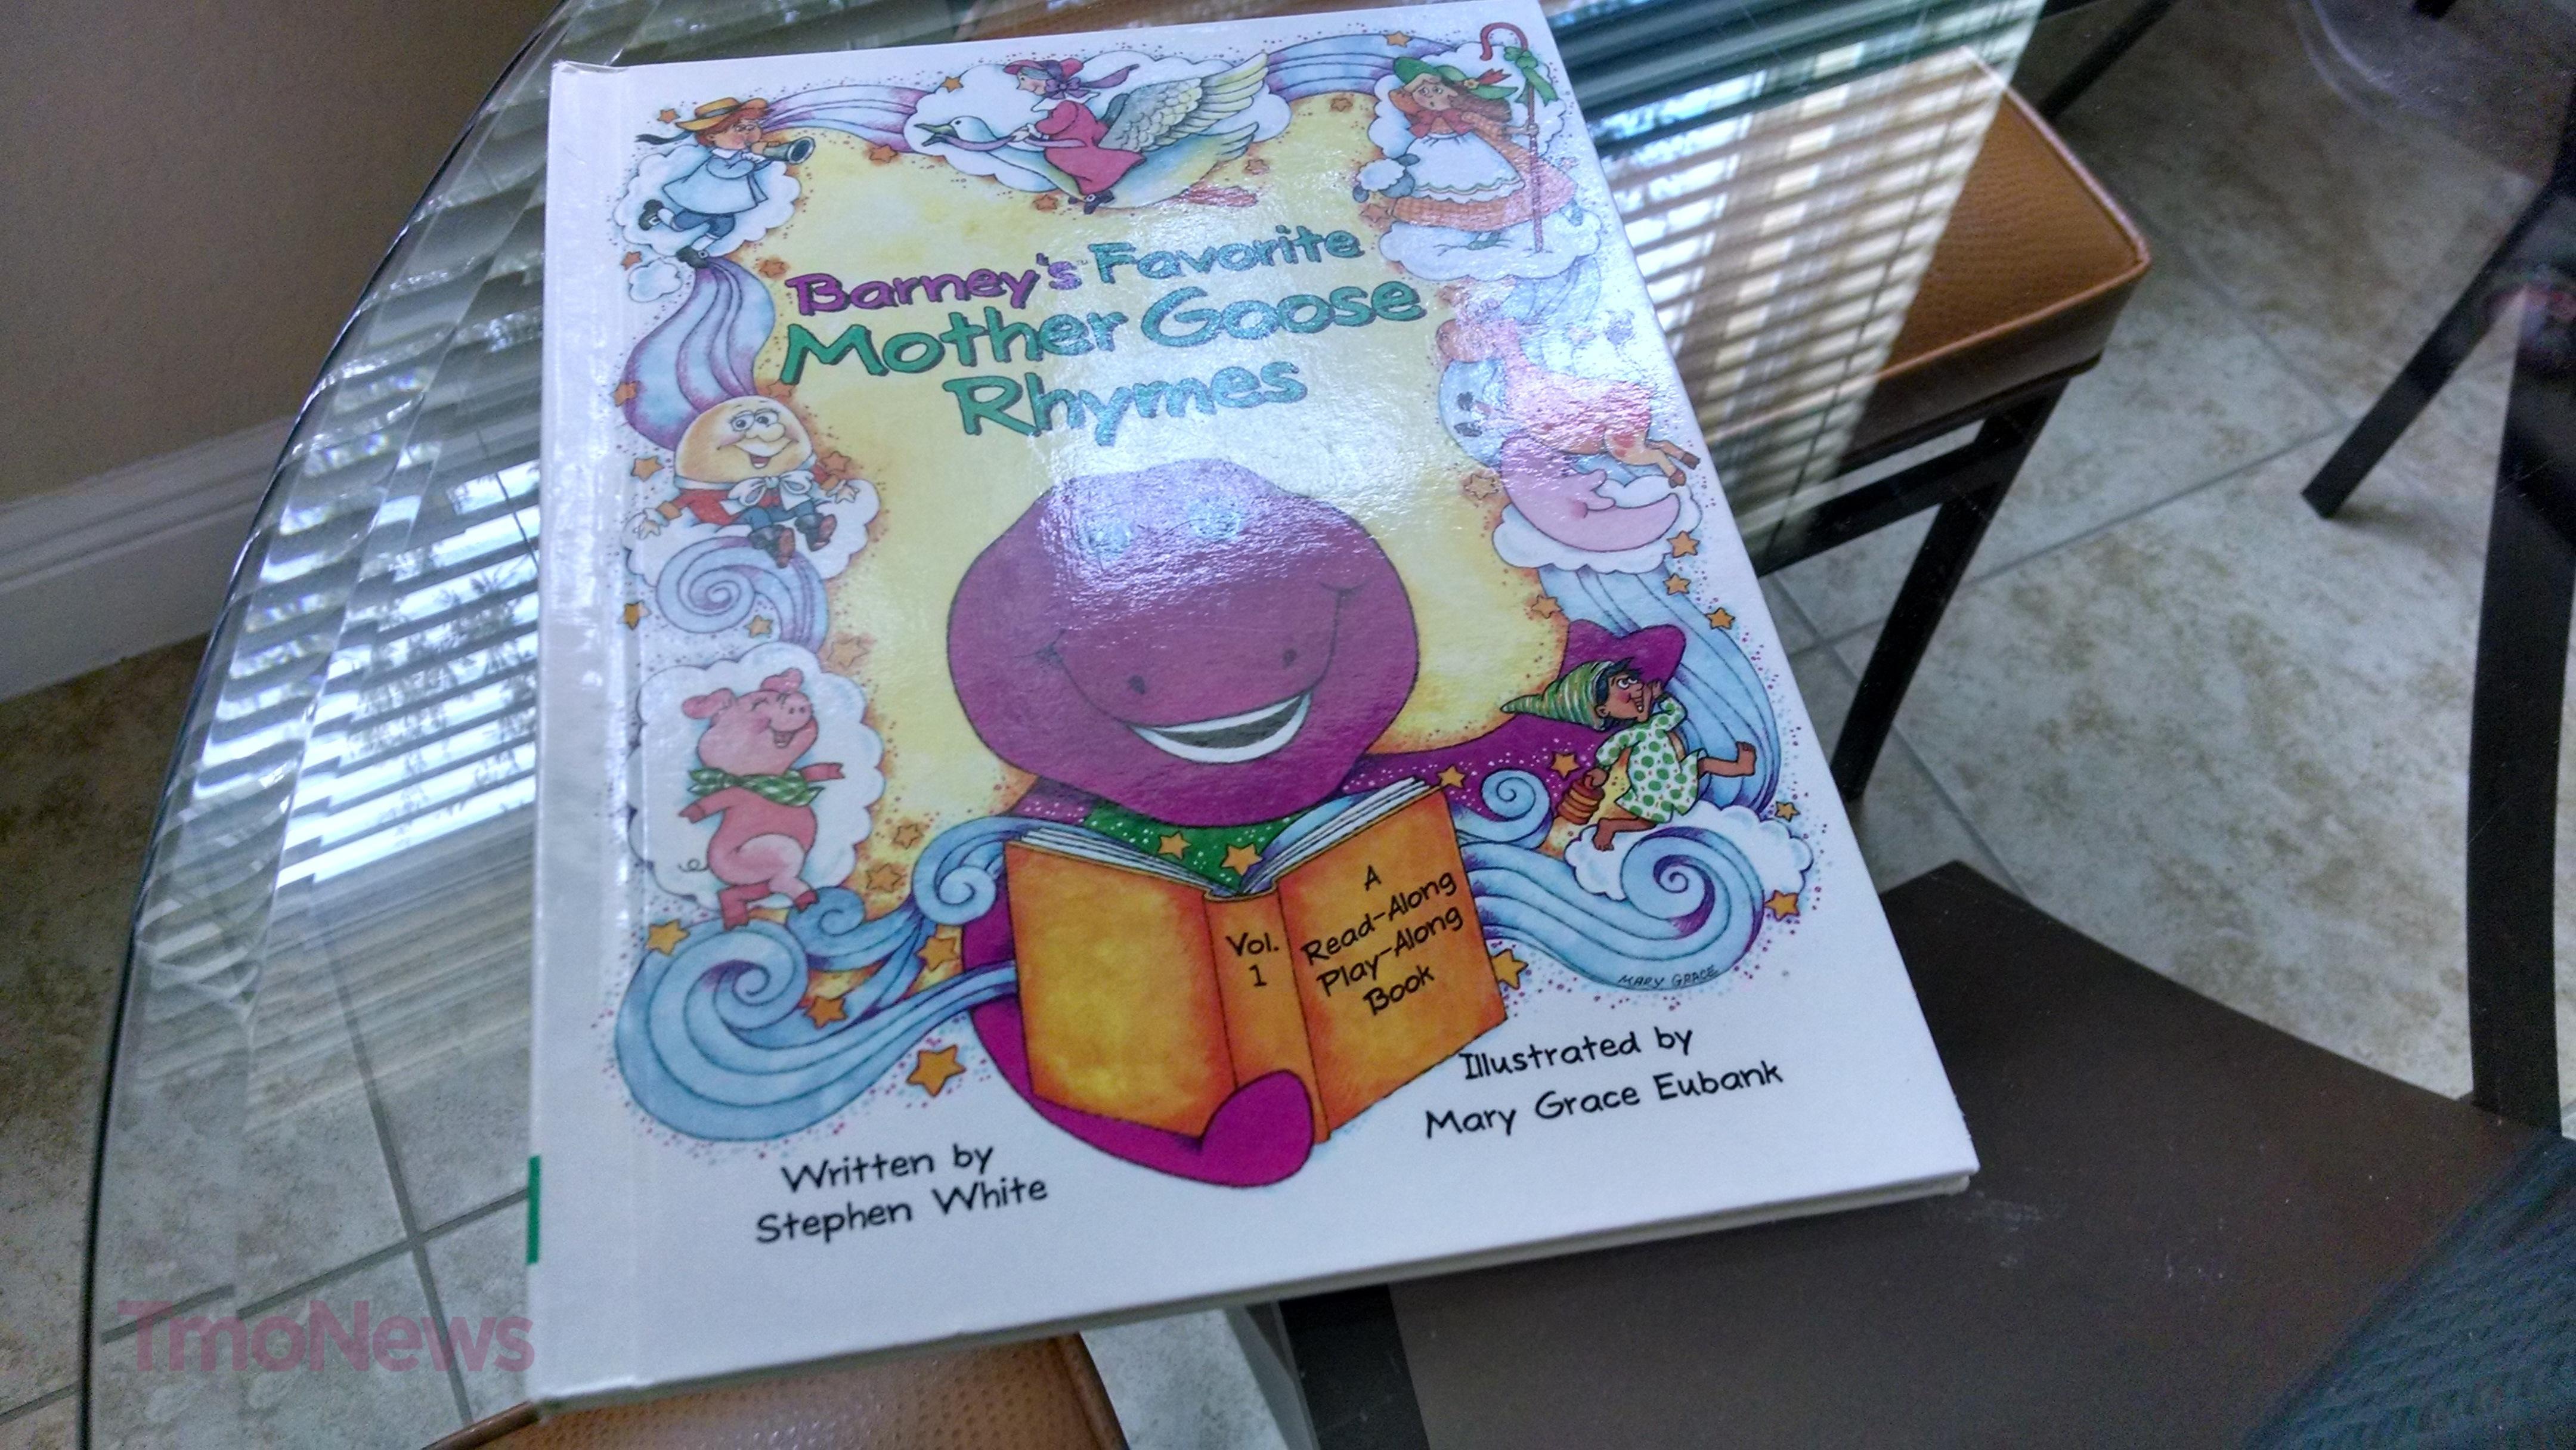 Barney's™ Favorite
Mother Goose
Rhymes
Vol.
1
A
Read-Along
Play-Along
Book
MARY GRACE
Illustrated by
Mary Grace Eubank
Written by
Stephen White
TmoNews